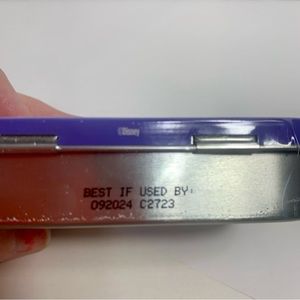 ©Disney
BEST IF USED BY:
092024 C2723